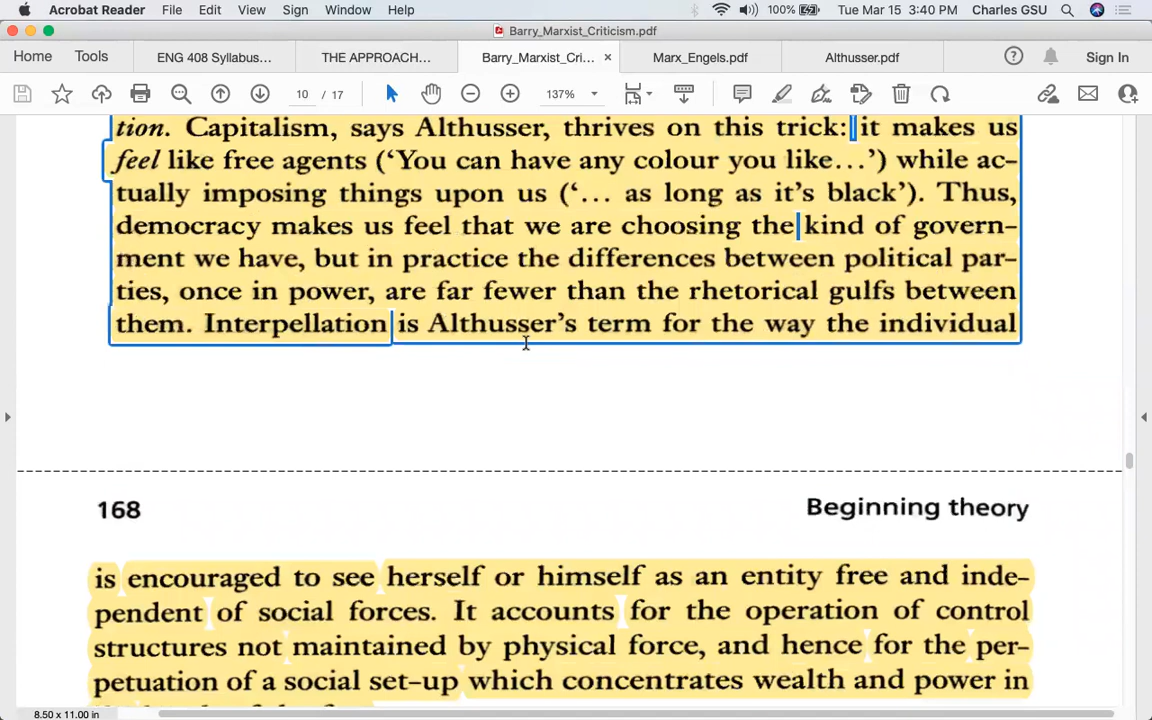 Acrobat Reader File Edit View Sign Window Help 100% Tue Mar 15 3:40 PM Charles GSU
Barry_Marxist_Criticism.pdf
Home Tools ENG 408 Syllabus... THE APPROACH... Barry_Marxist_Cri... × Marx_Engels.pdf Althusser.pdf ? Sign In
10 / 17 137%
tion. Capitalism, says Althusser, thrives on this trick: it makes us
feel like free agents (‘You can have any colour you like…’) while ac-
tually imposing things upon us (‘… as long as it’s black’). Thus,
democracy makes us feel that we are choosing the kind of govern-
ment we have, but in practice the differences between political par-
ties, once in power, are far fewer than the rhetorical gulfs between
them. Interpellation is Althusser’s term for the way the individual
168 Beginning theory
is encouraged to see herself or himself as an entity free and inde-
pendent of social forces. It accounts for the operation of control
structures not maintained by physical force, and hence for the per-
petuation of a social set-up which concentrates wealth and power in
8.50 x 11.00 in